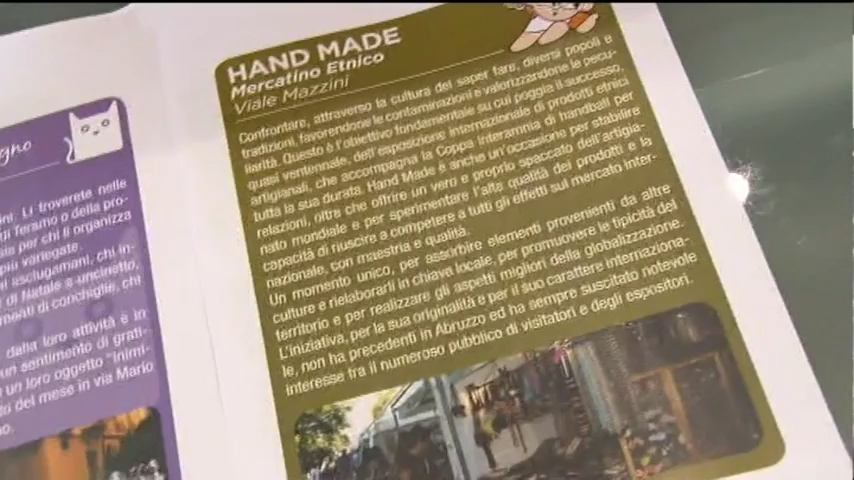 HAND MADE
Mercatino Etnico
Viale Mazzini
Confrontare, attraverso la cultura del saper fare, diversi popoli e
tradizioni, favorendone le contaminazioni e valorizzandone le pecu-
liarità. Questo è l'obiettivo fondamentale su cui poggia il successo,
quasi ventennale, dell'esposizione internazionale di prodotti etnici
artigianali, che accompagna la Coppa Interamnia di handball per
tutta la sua durata. Hand Made è anche un'occasione per stabilire
relazioni, oltre che offrire un vero e proprio spaccato dell'artigia-
nato mondiale e per sperimentare l'alta qualità dei prodotti e la
capacità di riuscire a competere a tutti gli effetti sul mercato inter-
nazionale, con maestria e qualità.
Un momento unico, per assorbire elementi provenienti da altre
culture e rielaborarli in chiava locale, per promuovere le tipicità del
territorio e per realizzare gli aspetti migliori della globalizzazione.
L'iniziativa, per la sua originalità e per il suo carattere internaziona-
le, non ha precedenti in Abruzzo ed ha sempre suscitato notevole
interesse tra il numeroso pubblico di visitatori e degli espositori.
Li troverete nelle
di Teramo o della pro-
per chi li organizza
più variegate.
asciugamani, chi in-
di Natale a uncinetto,
di conchiglie, chi
dalla loro attività è in
un sentimento di grati-
un loro oggetto "inimi-
del mese in via Mario